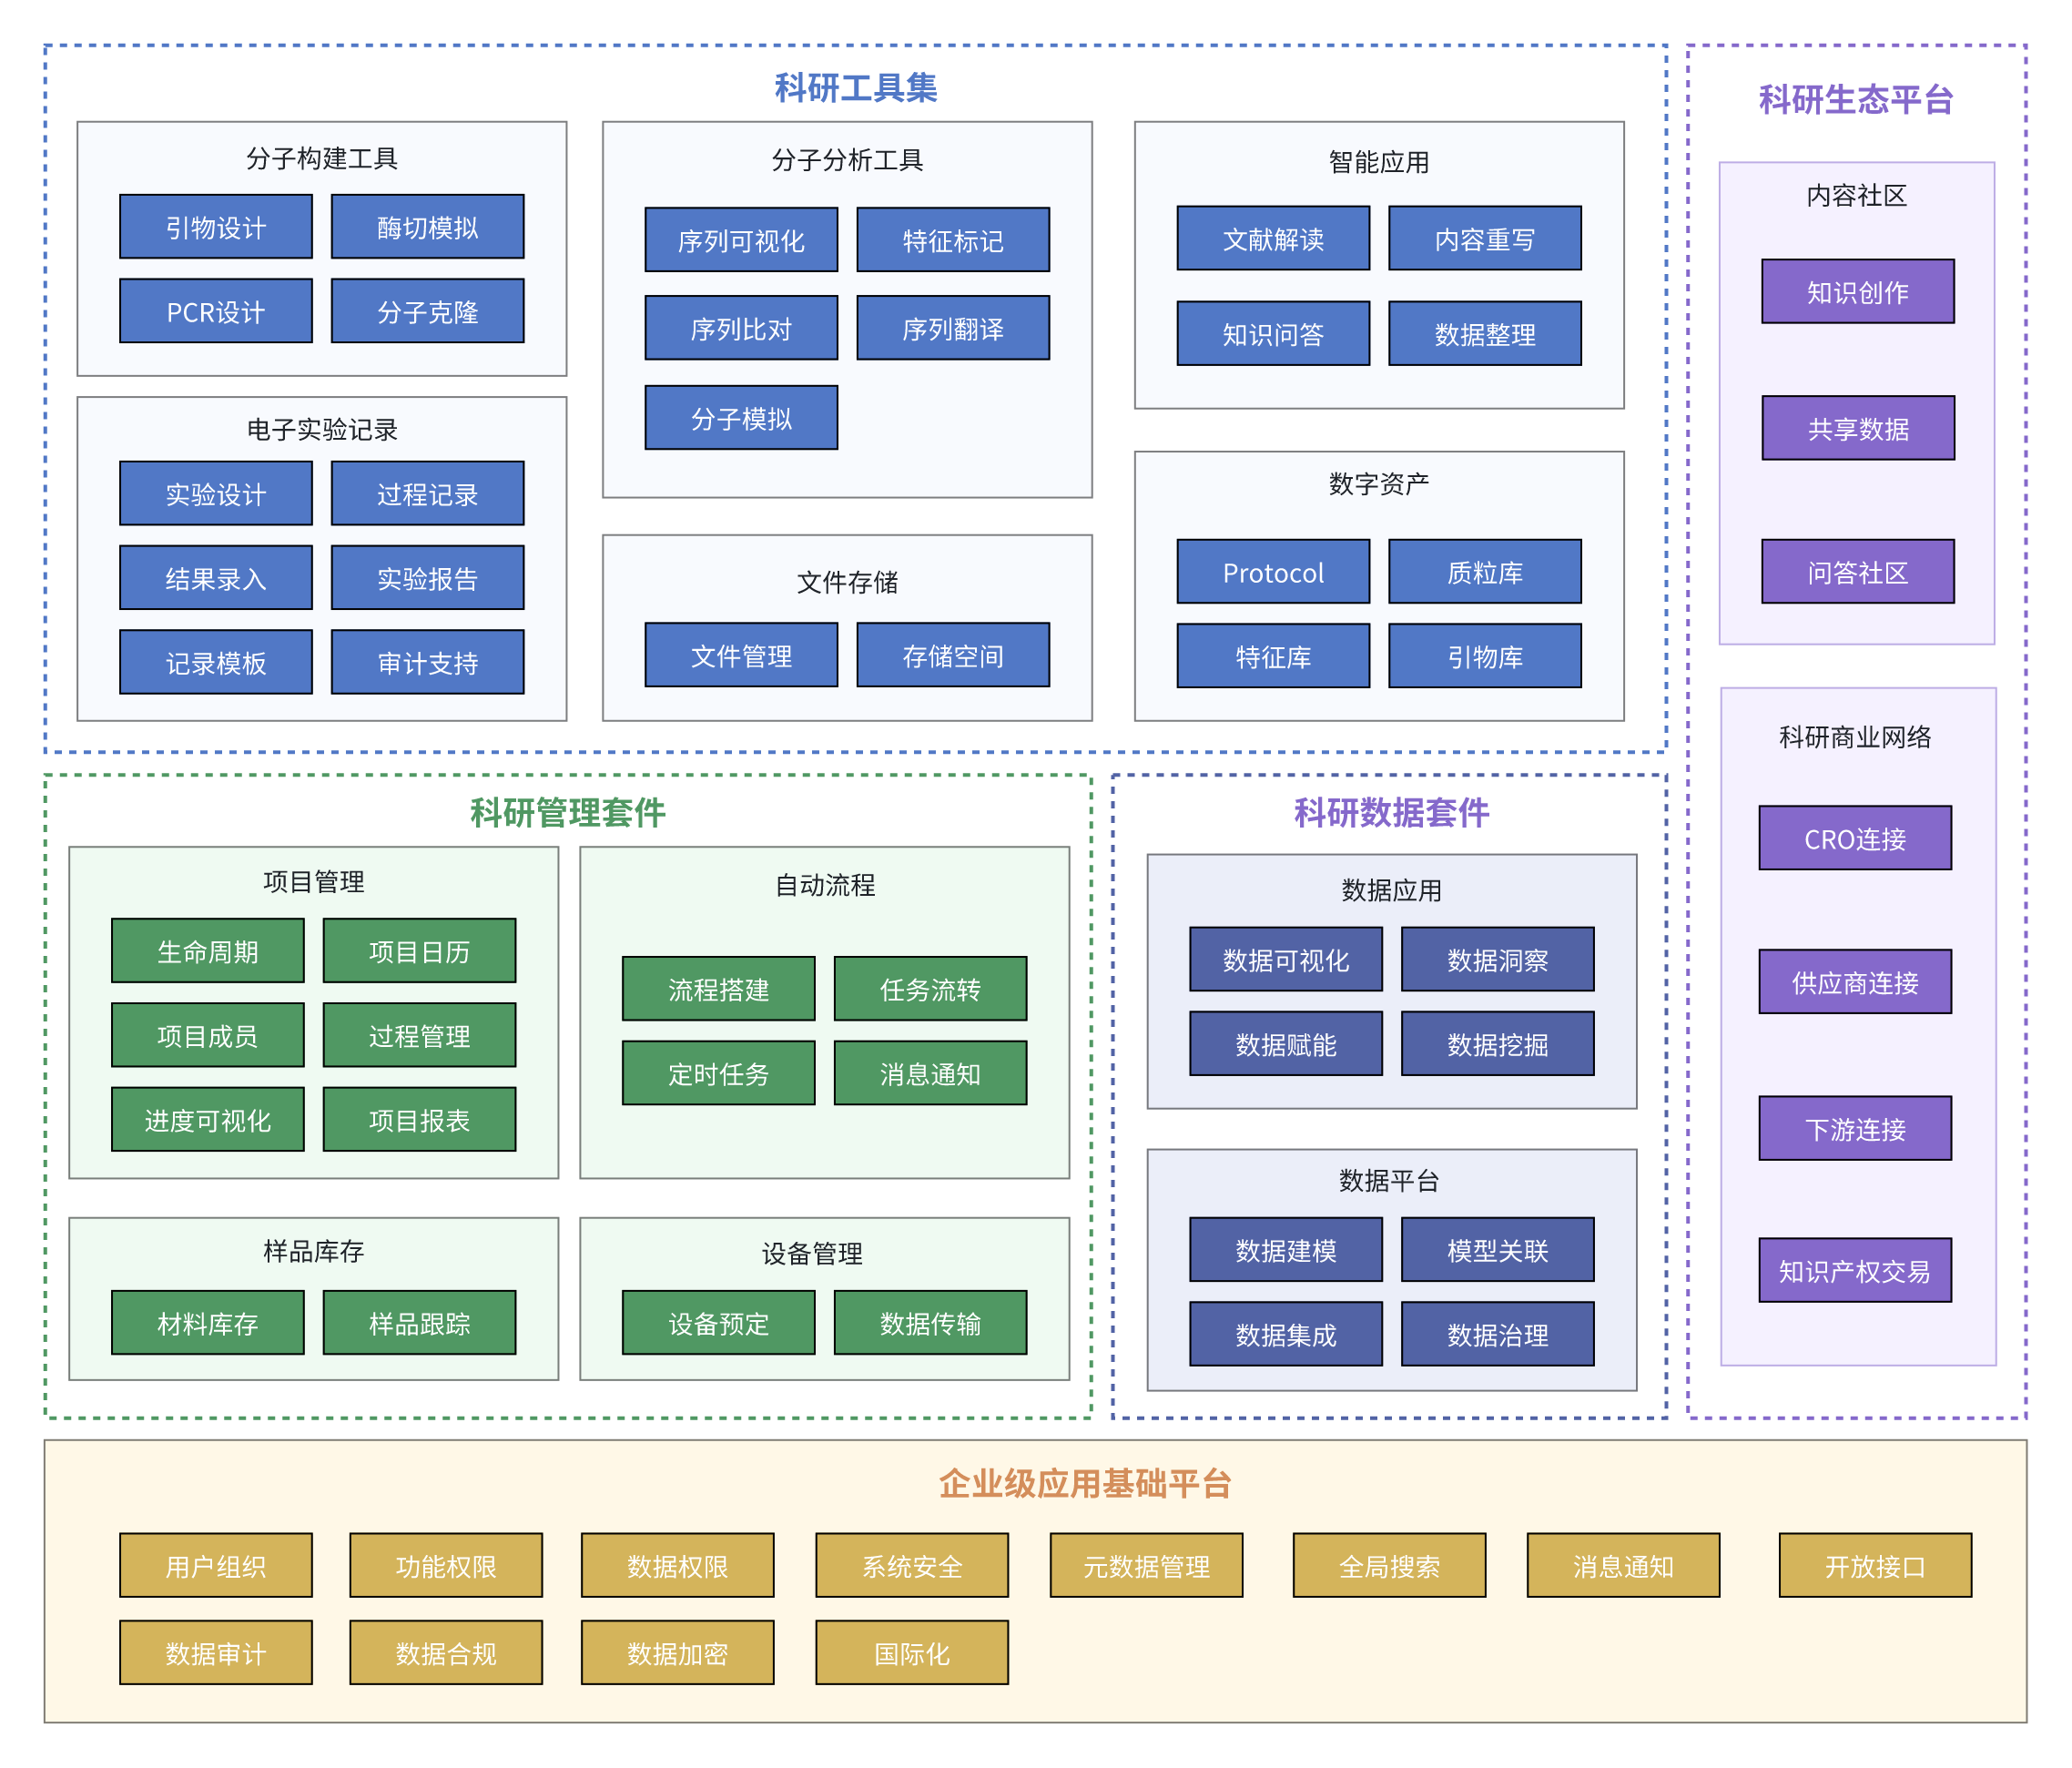 科研工具集
分子构建工具
引物设计
酶切模拟
PCR设计
分子克隆
电子实验记录
实验设计
过程记录
结果录入
实验报告
记录模板
审计支持
分子分析工具
序列可视化
特征标记
序列比对
序列翻译
分子模拟
文件存储
文件管理
存储空间
智能应用
文献解读
内容重写
知识问答
数据整理
数字资产
Protocol
质粒库
特征库
引物库
科研生态平台
内容社区
知识创作
共享数据
问答社区
科研商业网络
CRO连接
供应商连接
下游连接
知识产权交易
科研管理套件
项目管理
生命周期
项目日历
项目成员
过程管理
进度可视化
项目报表
自动流程
流程搭建
任务流转
定时任务
消息通知
样品库存
材料库存
样品跟踪
设备管理
设备预定
数据传输
科研数据套件
数据应用
数据可视化
数据洞察
数据赋能
数据挖掘
数据平台
数据建模
模型关联
数据集成
数据治理
企业级应用基础平台
用户组织
功能权限
数据权限
系统安全
元数据管理
全局搜索
消息通知
开放接口
数据审计
数据合规
数据加密
国际化